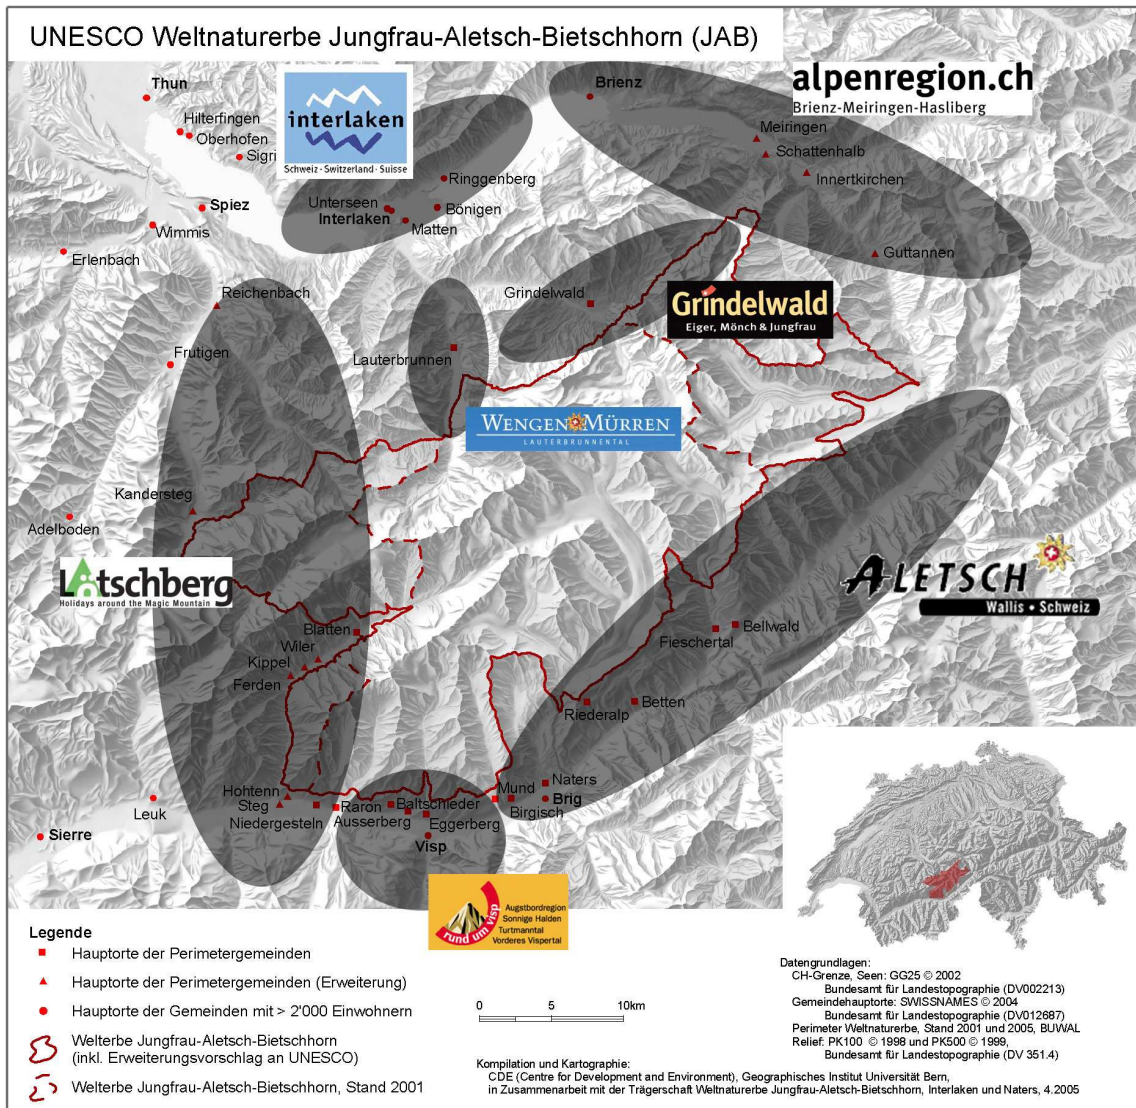 UNESCO Weltnaturerbe Jungfrau-Aletsch-Bietschhorn (JAB)
interlaken
Schweiz · Switzerland · Suisse
alpenregion.ch
Brienz-Meiringen-Hasliberg
Thun
Hilterfingen
Oberhofen
Sigri
Brienz
Meiringen
Schattenhalb
Innertkirchen
Ringgenberg
Unterseen
Interlaken
Bönigen
Matten
Spiez
Wimmis
Erlenbach
Guttannen
Reichenbach
Grindelwald
Grindelwald
Eiger, Mönch & Jungfrau
Frutigen
Lauterbrunnen
WENGEN MÜRREN
LAUTERBRUNNENTAL
Kandersteg
Adelboden
Lötschberg
Holidays around the Magic Mountain
ALETSCH
Wallis • Schweiz
Blatten
Wiler
Kippel
Ferden
Bellwald
Fieschertal
Betten
Riederalp
Hohtenn
Steg
Niedergesteln
Raron
Ausserberg
Baltschieder
Eggerberg
Visp
Mund
Naters
Brig
Birgisch
Leuk
Sierre
rund um visp
Augstbordregion
Sonnige Halden
Turtmanntal
Vorderes Vispertal
Legende
Hauptorte der Perimetergemeinden
Hauptorte der Perimetergemeinden (Erweiterung)
Hauptorte der Gemeinden mit > 2'000 Einwohnern
Welterbe Jungfrau-Aletsch-Bietschhorn
(inkl. Erweiterungsvorschlag an UNESCO)
Welterbe Jungfrau-Aletsch-Bietschhorn, Stand 2001
0 5 10km
Kompilation und Kartographie:
CDE (Centre for Development and Environment), Geographisches Institut Universität Bern,
in Zusammenarbeit mit der Trägerschaft Weltnaturerbe Jungfrau-Aletsch-Bietschhorn, Interlaken und Naters, 4.2005
Datengrundlagen:
CH-Grenze, Seen: GG25 © 2002
Bundesamt für Landestopographie (DV002213)
Gemeindehauptorte: SWISSNAMES © 2004
Bundesamt für Landestopographie (DV012687)
Perimeter Weltnaturerbe, Stand 2001 und 2005, BUWAL
Relief: PK100 © 1998 und PK500 © 1999,
Bundesamt für Landestopographie (DV 351.4)